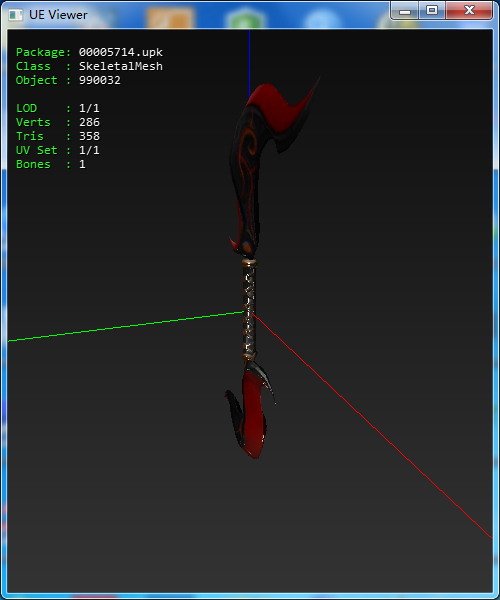 UE Viewer
Package: 00005714.upk
Class : SkeletalMesh
Object : 990032
LOD : 1/1
Verts : 286
Tris : 358
UV Set : 1/1
Bones : 1